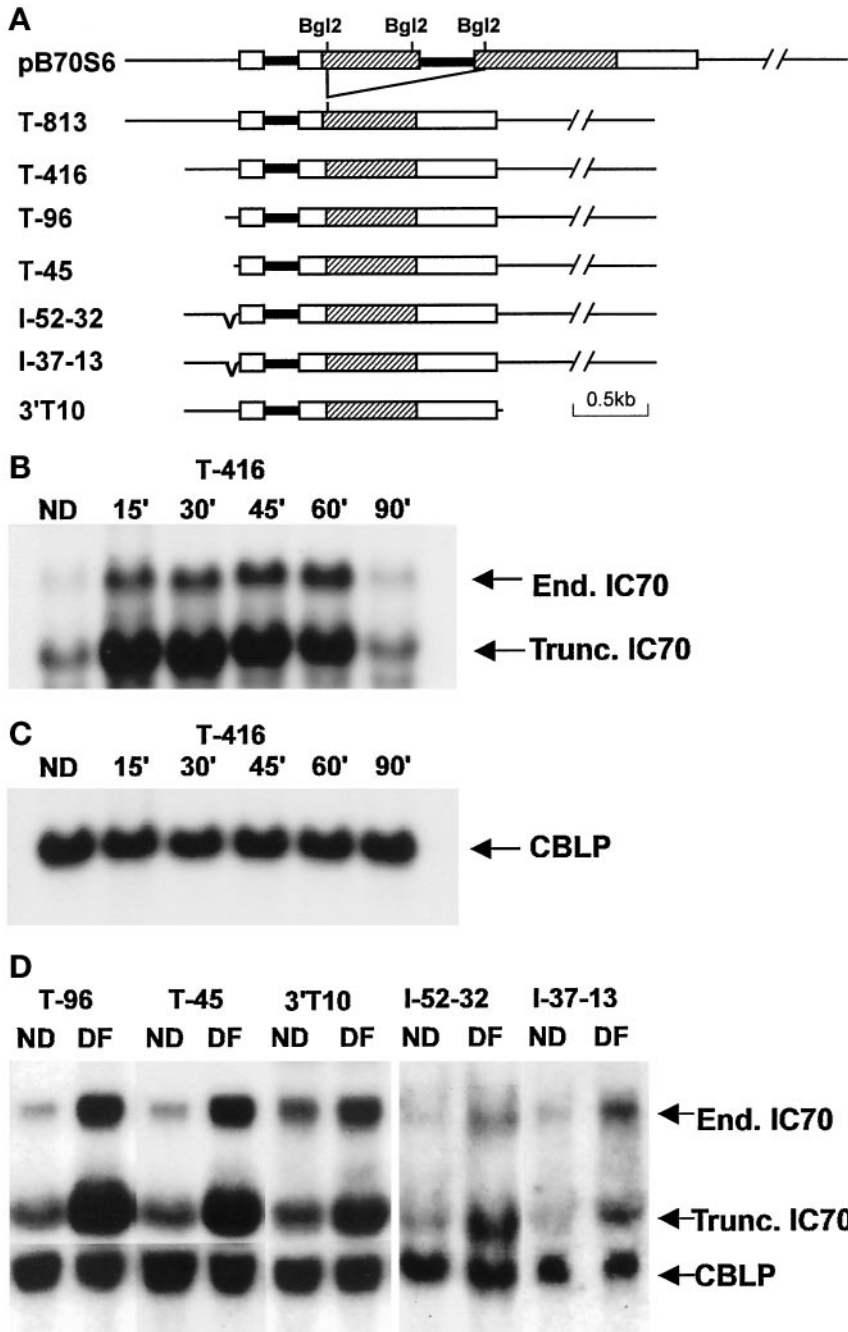 A
Bgl2 Bgl2 Bgl2
pB70S6
T-813
T-416
T-96
T-45
I-52-32
I-37-13
3'T10
0.5kb
B
T-416
ND 15' 30' 45' 60' 90'
End. IC70
Trunc. IC70
C
T-416
ND 15' 30' 45' 60' 90'
CBLP
D
T-96 T-45 3'T10 I-52-32 I-37-13
ND DF ND DF ND DF ND DF ND DF
End. IC70
Trunc. IC70
CBLP